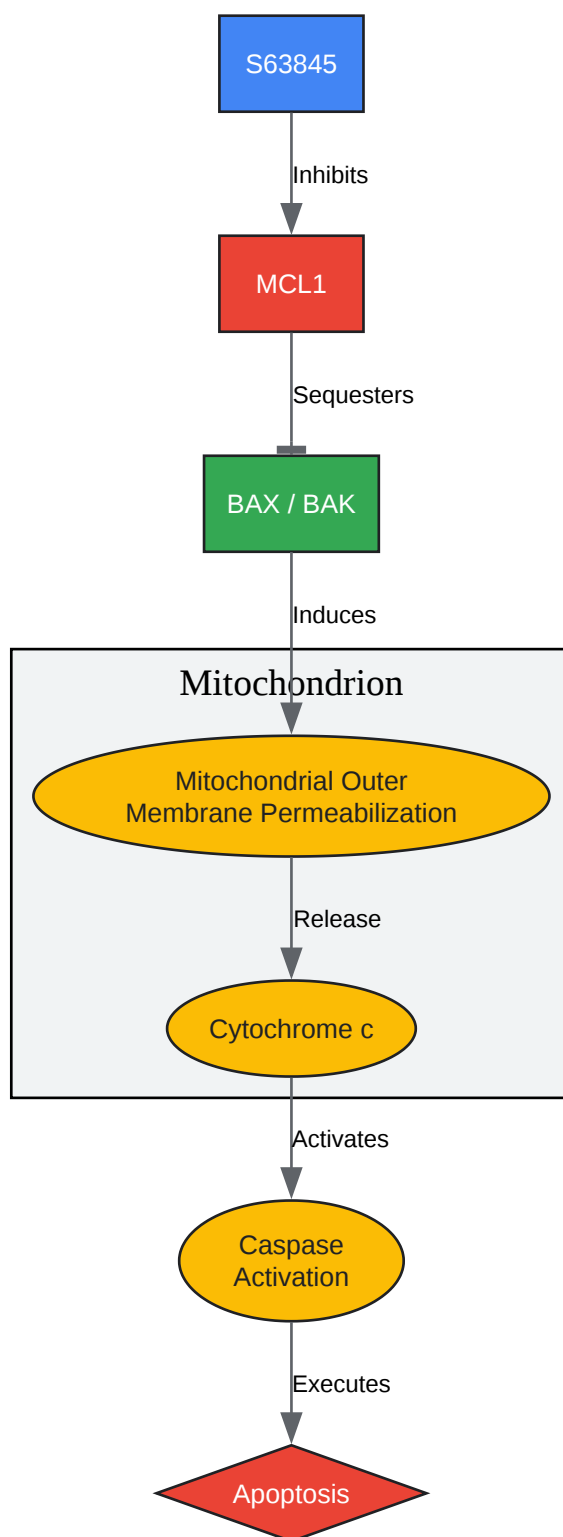 S63845
Inhibits
MCL1
Sequesters
BAX / BAK
Induces
Mitochondrion
Mitochondrial Outer
Membrane Permeabilization
Release
Cytochrome c
Activates
Caspase
Activation
Executes
Apoptosis